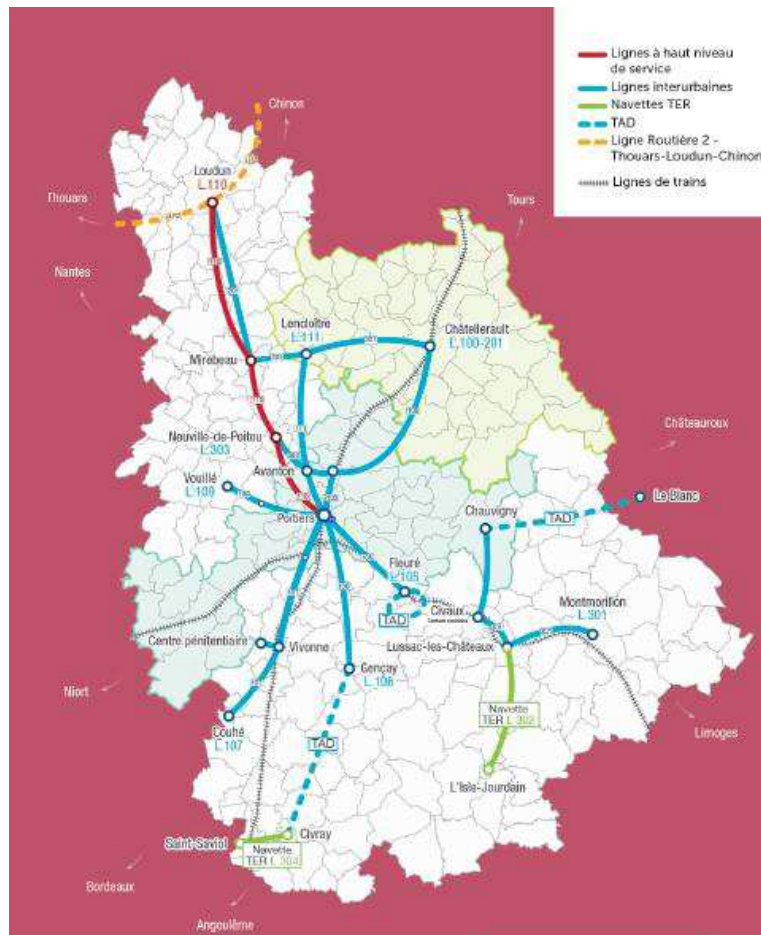 Lignes à haut niveau
de service
Lignes interurbaines
Navettes TER
TAD
Ligne Routière 2 -
Thouars-Loudun-Chinon
Lignes de trains
Chinon
Loudun
L.110
Thouars
Tours
Nantes
Lencloître
L.111
Châtellerault
L.100-201
Mirebeau
Neuville-de-Poitou
L.303
Châteauroux
Avanton
Vouillé
L.109
Chauvigny
TAD
Le Blanc
Poitiers
Fleuré
L.105
TAD
Civaux
Montmorillon
L.301
Centre pénitentiaire
Vivonne
Lussac-les-Châteaux
Gençay
L.106
Niort
Navette
TER L.302
Couhé
L.107
TAD
Limoges
L'Isle-Jourdain
Saint-Saviol
Civray
Navette
TER L.304
Bordeaux
Angoulême